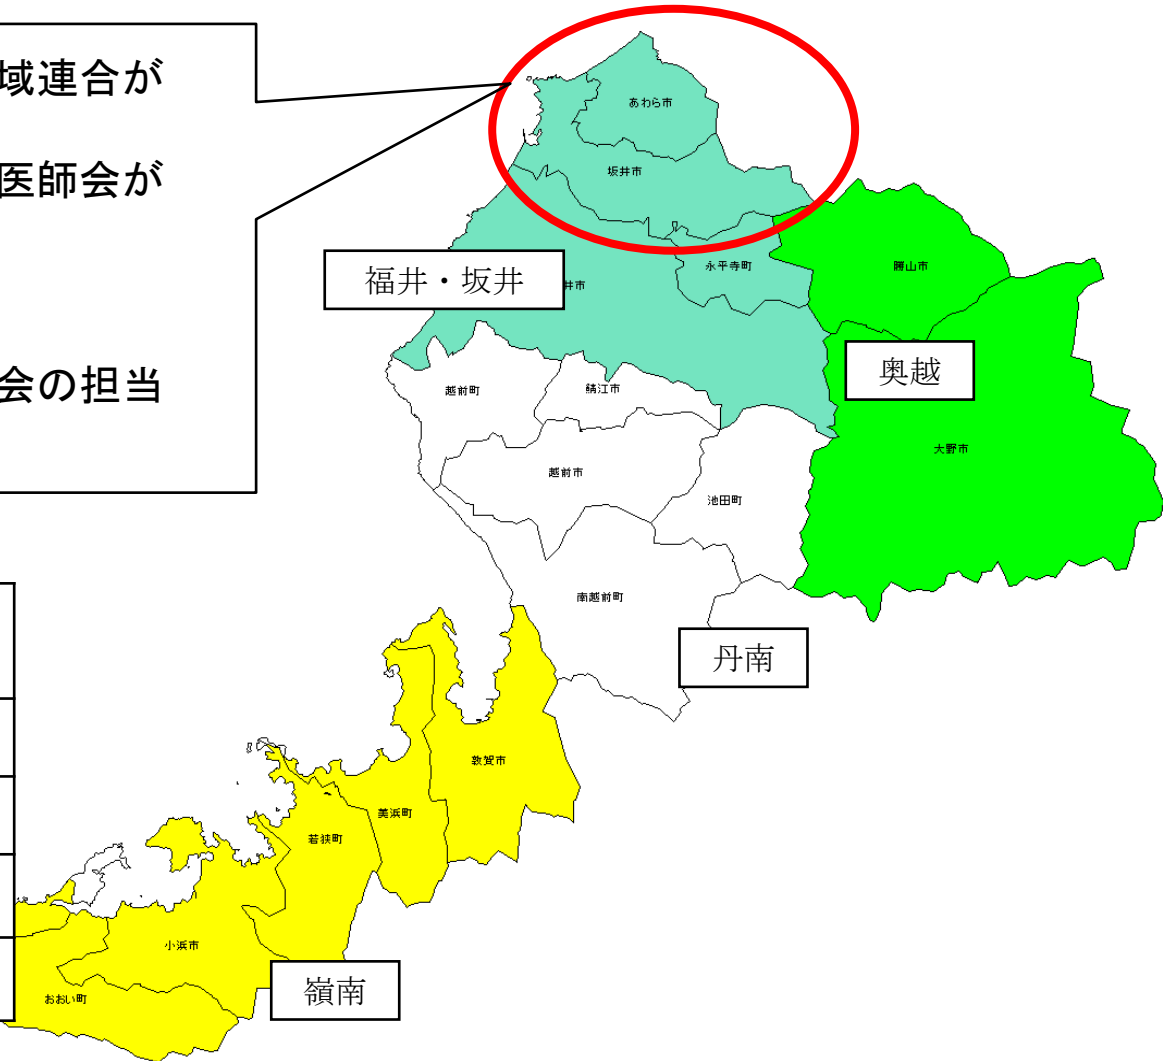 域連合が
医師会が
会の担当
あわら市
坂井市
永平寺町
勝山市
福井・坂井
井市
奥越
越前町
鯖江市
大野市
越前市
池田町
南越前町
丹南
敦賀市
美浜町
若狭町
小浜市
おおい町
嶺南